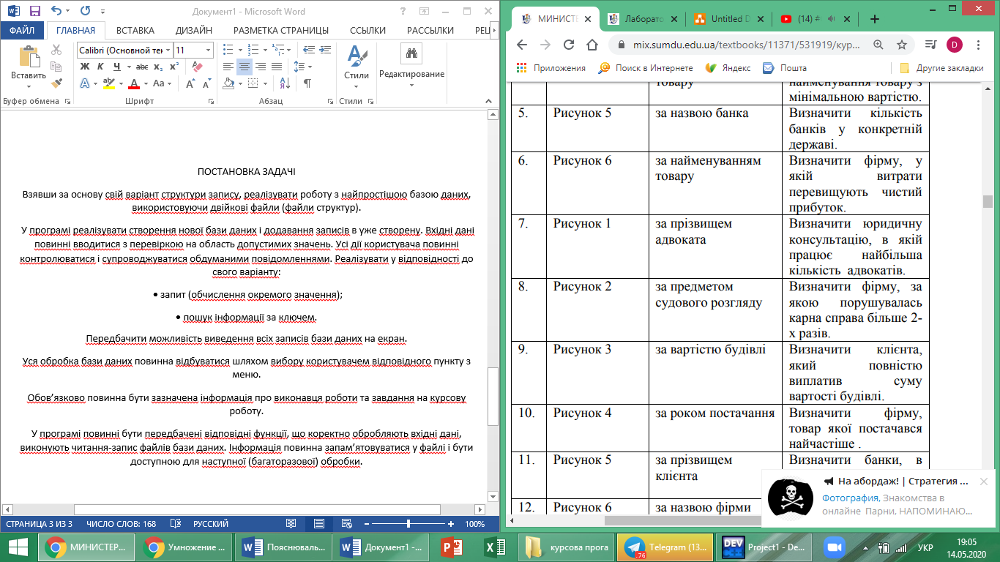 Документ1 - Microsoft Word
ФАЙЛ ГЛАВНАЯ ВСТАВКА ДИЗАЙН РАЗМЕТКА СТРАНИЦЫ ССЫЛКИ РАССЫЛКИ РЕЦ
Calibri (Основной тек 11
Вставить
Стили
Редактирование
Буфер обмена Шрифт Абзац Стили
ПОСТАНОВКА ЗАДАЧІ
Взявши за основу свій варіант структури запису, реалізувати роботу з найпростішою базою даних,
використовуючи двійкові файли (файли структур).
У програмі реалізувати створення нової бази даних і додавання записів в уже створену. Вхідні дані
повинні вводитися з перевіркою на область допустимих значень. Усі дії користувача повинні
контролюватися і супроводжуватися обдуманими повідомленнями. Реалізувати у відповідності до
свого варіанту:
• запит (обчислення окремого значення);
• пошук інформації за ключем.
Передбачити можливість виведення всіх записів бази даних на екран.
Уся обробка бази даних повинна відбуватися шляхом вибору користувачем відповідного пункту з
меню.
Обов’язково повинна бути зазначена інформація про виконавця роботи та завдання на курсову
роботу.
У програмі повинні бути передбачені відповідні функції, що коректно обробляють вхідні дані,
виконують читання-запис файлів бази даних. Інформація повинна запам’ятовуватися у файлі і бути
доступною для наступної (багаторазової) обробки.
СТРАНИЦА 3 ИЗ 3 ЧИСЛО СЛОВ: 168 РУССКИЙ 100%
МИНИСТЕ Лаборато Untitled D (14) #
mix.sumdu.edu.ua/textbooks/11371/531919/кур...
D
Приложения Поиск в Интернете Яндекс Пошта Другие закладки
товару
найменування товару з
мінімальною вартістю.
5. Рисунок 5 за назвою банка Визначити кількість
банків у конкретній
державі.
6. Рисунок 6 за найменуванням Визначити фірму, у
товару якій витрати
перевищують чистий
прибуток.
7. Рисунок 1 за прізвищем Визначити юридичну
адвоката консультацію, в якій
працює найбільша
кількість адвокатів.
8. Рисунок 2 за предметом Визначити фірму, за
судового розгляду якою порушувалась
карна справа більше 2-
х разів.
9. Рисунок 3 за вартістю будівлі Визначити клієнта,
який повністю
виплатив суму
вартості будівлі.
10. Рисунок 4 за роком постачання Визначити фірму,
товар якої постачався
найчастіше .
11. Рисунок 5 за прізвищем Визначити банки, в
клієнта
12. Рисунок 6 за назвою фірми
На абордаж! | Стратегия ...
Фотография, Знакомства в
онлайне Парни, НАПОМИНАЮ...
МИНИСТЕР... Умножение ... Пояснюваль... Документ1 -... курсова прога Telegram (13... Project1 - De... УКР
..76
19:05
14.05.2020